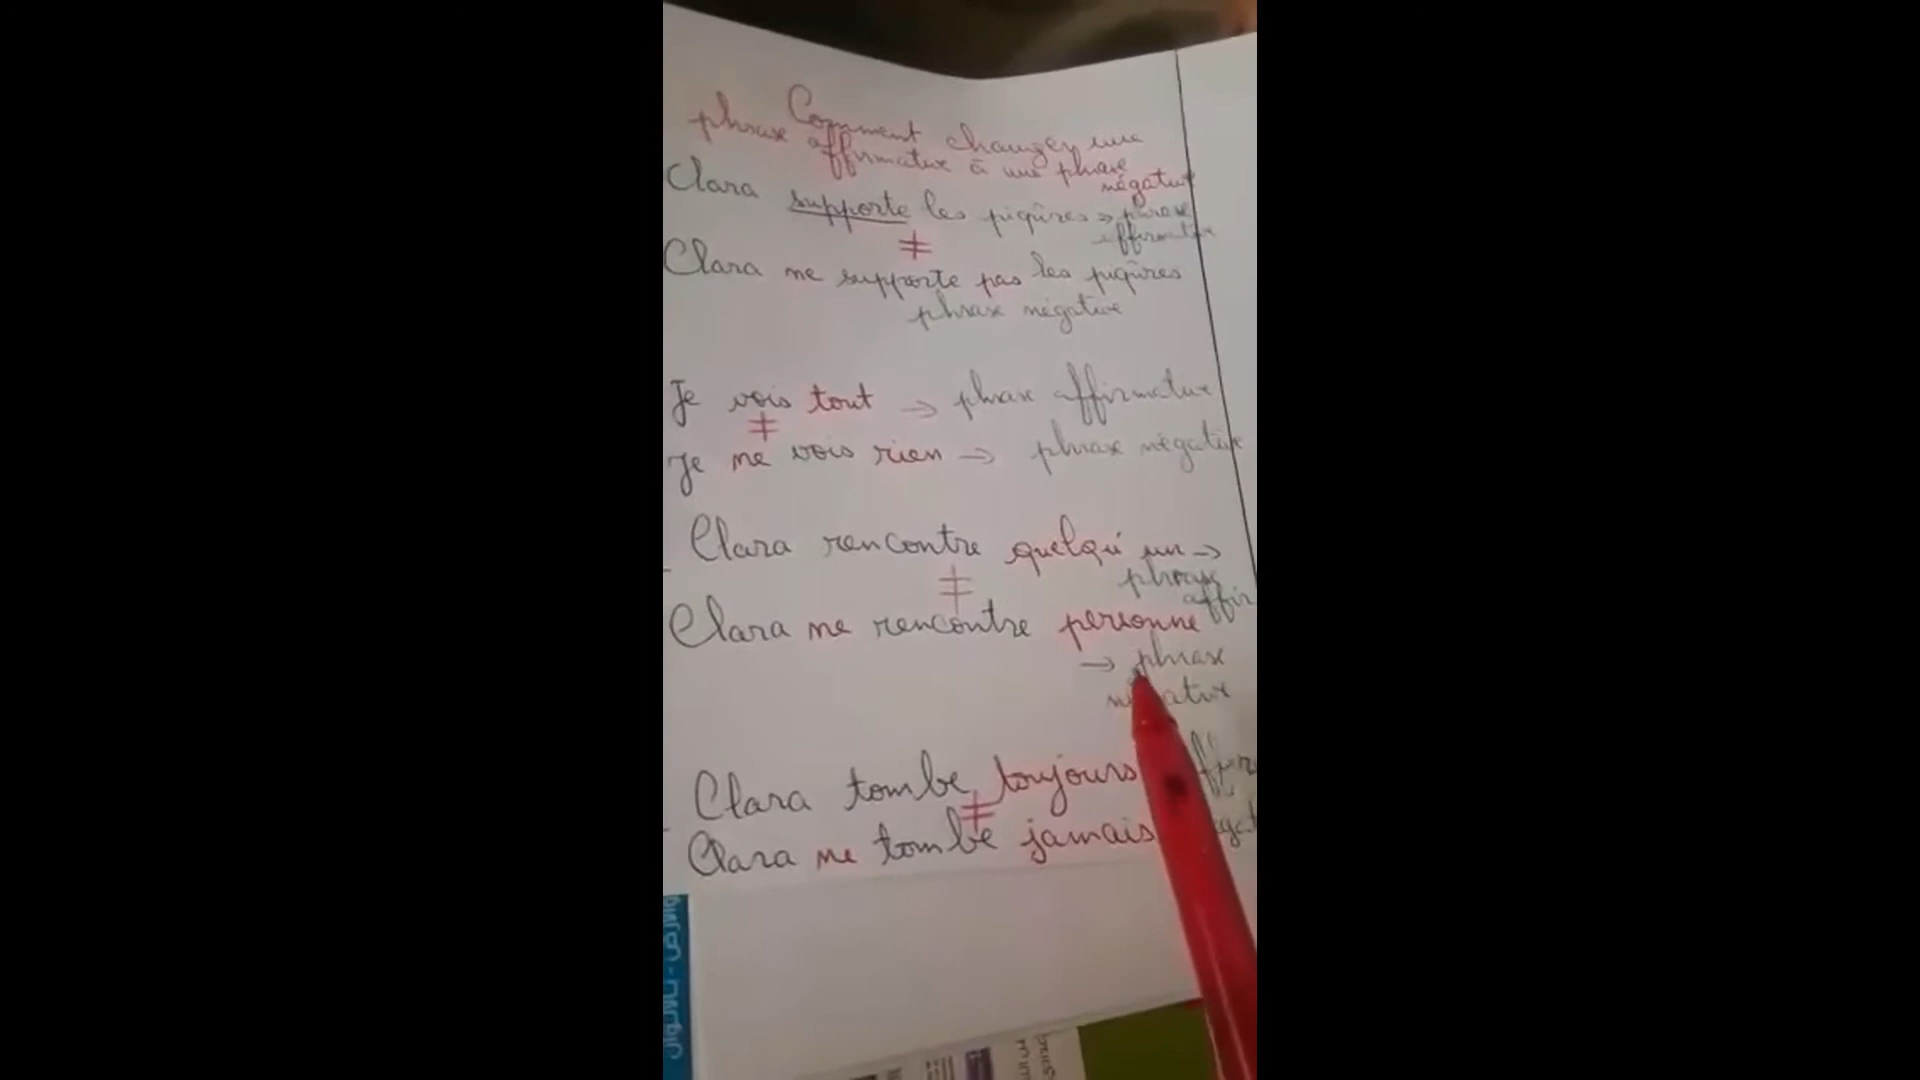 Comment changer une
phrase affirmative à une phrase
négative
Clara supporte les piqûres → phrase
affirmative
≠
Clara ne supporte pas les piqûres
phrase négative
Je vois tout → phrase affirmative
≠
Je ne vois rien → phrase négative
Clara rencontre quelqu'un →
phrase
affir
≠
Clara ne rencontre personne
→ phrase
négative
Clara tombe toujours
≠
Clara ne tombe jamais